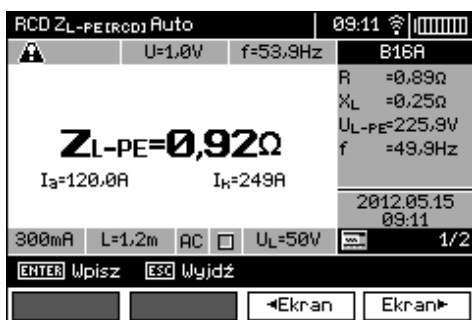 RCD ZL-PE[RCD] Auto 09:11
U=1,0V f=53,9Hz B16A
R =0,89Ω
XL =0,25Ω
UL-PE=225,9V
f =49,9Hz
ZL-PE=0,92Ω
Ia=120,0A Ik=249A
2012.05.15
09:11
300mA L=1,2m AC UL=50V 1/2
ENTER Wpisz ESC Wyjdź
◄Ekran Ekran►